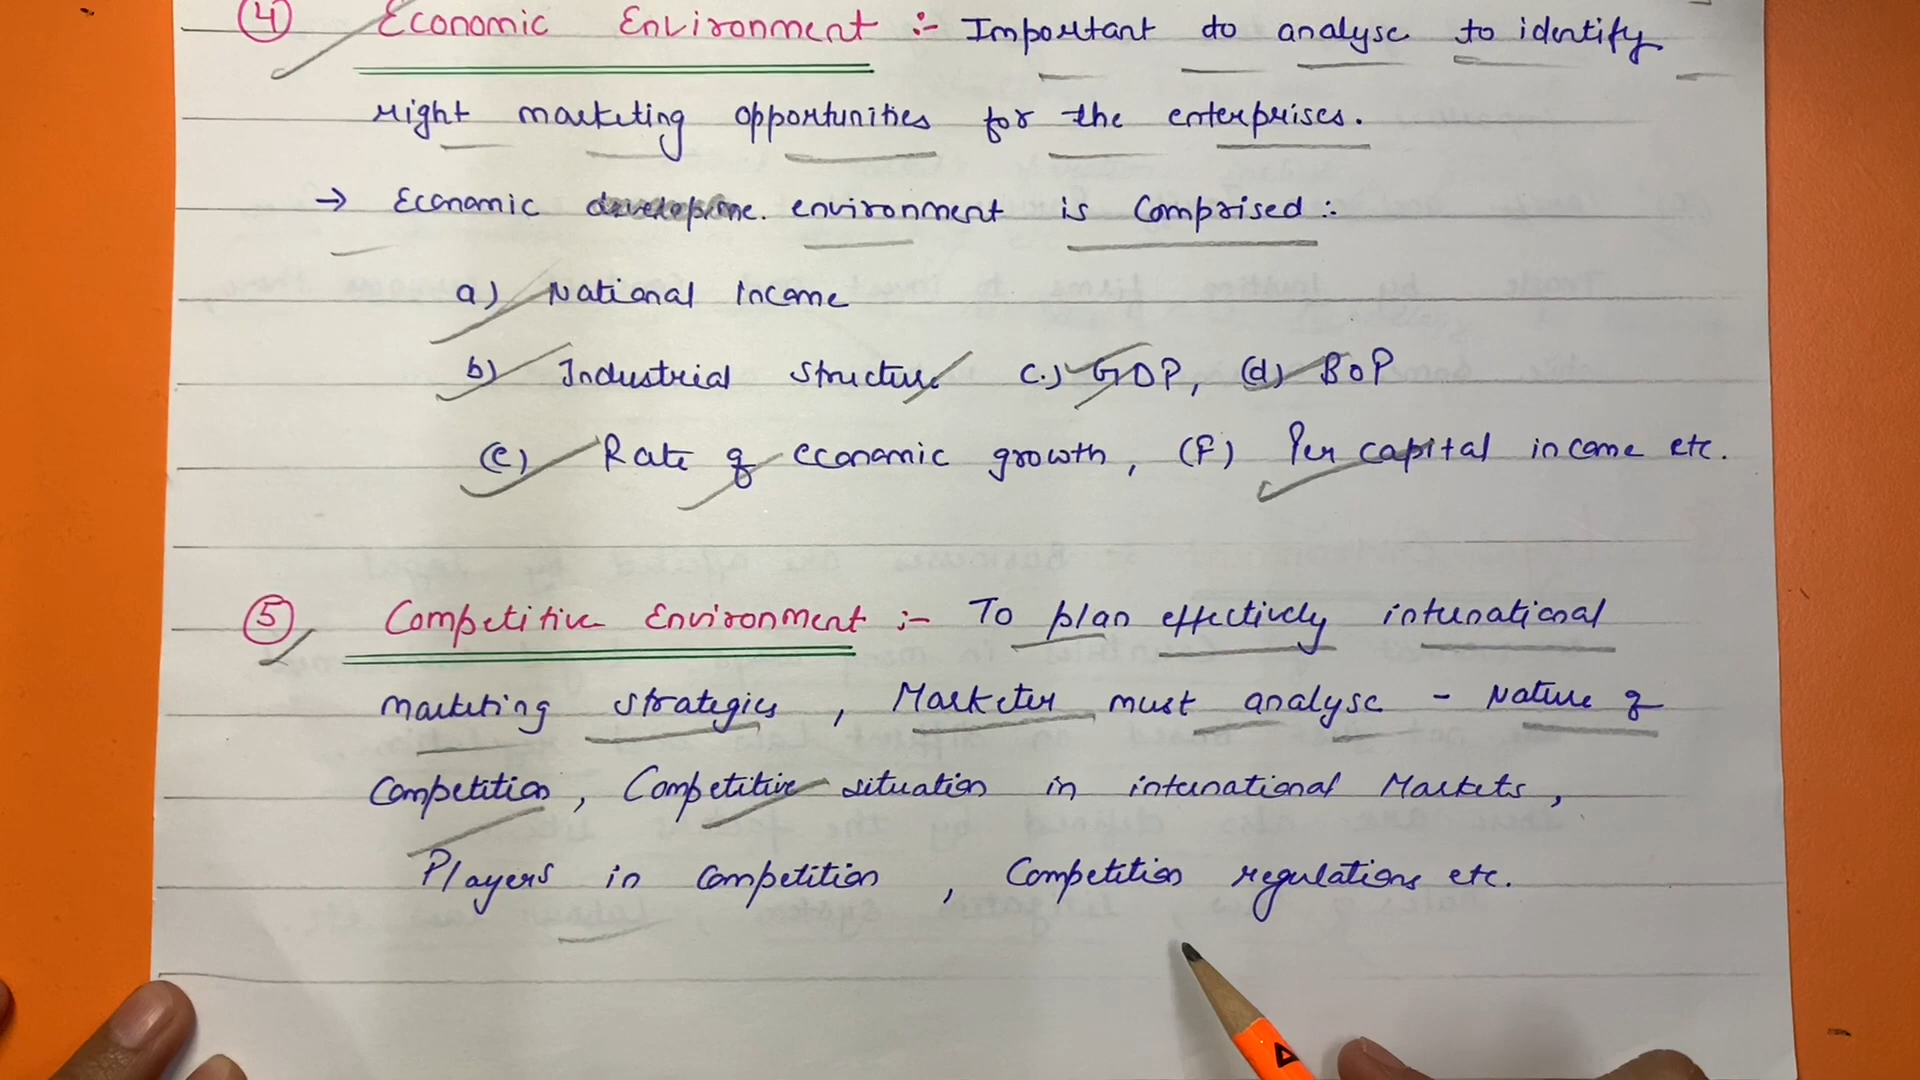 ④ Economic Environment :- Important to analyse to identify
right marketing opportunities for the enterprises.
→ Economic environment is comprised :-
a) National Income
b) Industrial structure c.) GDP, (d) BOP
(e) Rate of economic growth, (F) Per capital income etc.
⑤ Competitive Environment :- To plan effectively international
marketing strategies, Marketer must analyse - Nature of
Competition, Competitive situation in international Markets,
Players in competition, Competition regulations etc.